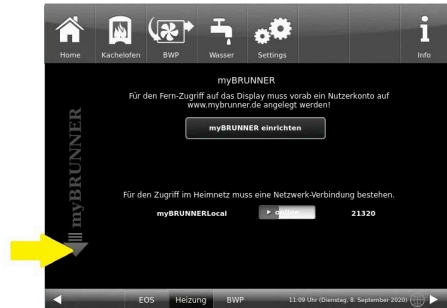 Home Kachelofen BWP Wasser Settings Info
myBRUNNER
Für den Fern-Zugriff auf das Display muss vorab ein Nutzerkonto auf
www.mybrunner.de angelegt werden!
myBRUNNER einrichten
myBRUNNER
Für den Zugriff im Heimnetz muss eine Netzwerk-Verbindung bestehen.
myBRUNNERLocal online 21320
EOS Heizung BWP 11:09 Uhr (Dienstag, 8. September 2020)